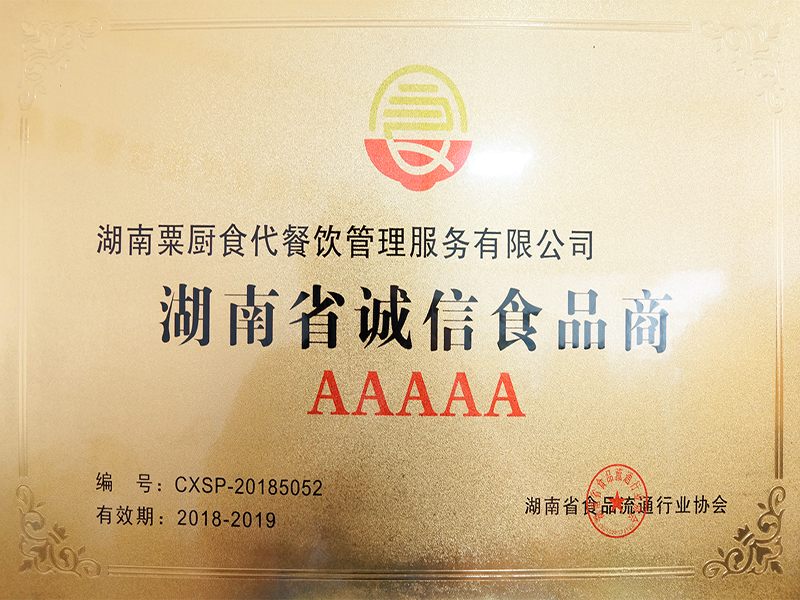 湖南粟厨食代餐饮管理服务有限公司
湖南省诚信食品商
AAAAA
编 号：CXSP-20185052
有效期：2018-2019
湖南省食品流通行业协会